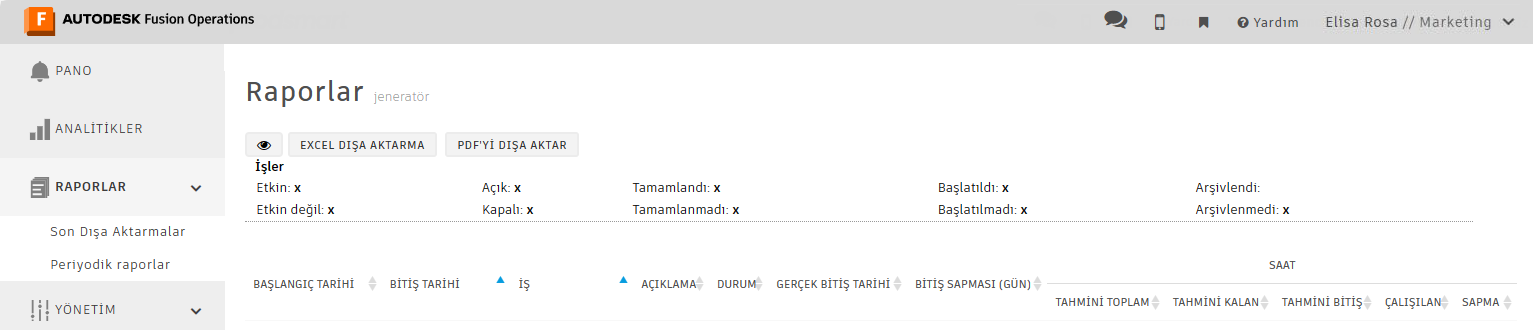 F AUTODESK Fusion Operations
Yardım Elisa Rosa // Marketing
PANO
ANALİTİKLER
RAPORLAR
Son Dışa Aktarmalar
Periyodik raporlar
YÖNETİM
Raporlar jeneratör
EXCEL DIŞA AKTARMA PDF'Yİ DIŞA AKTAR
İşler
Etkin: x Açık: x Tamamlandı: x Başlatıldı: x Arşivlendi:
Etkin değil: x Kapalı: x Tamamlanmadı: x Başlatılmadı: x Arşivlenmedi: x
SAAT
BAŞLANGIÇ TARİHİ BİTİŞ TARİHİ İŞ AÇIKLAMA DURUM GERÇEK BİTİŞ TARİHİ BİTİŞ SAPMASI (GÜN)
TAHMİNİ TOPLAM TAHMİNİ KALAN TAHMİNİ BİTİŞ ÇALIŞILAN SAPMA